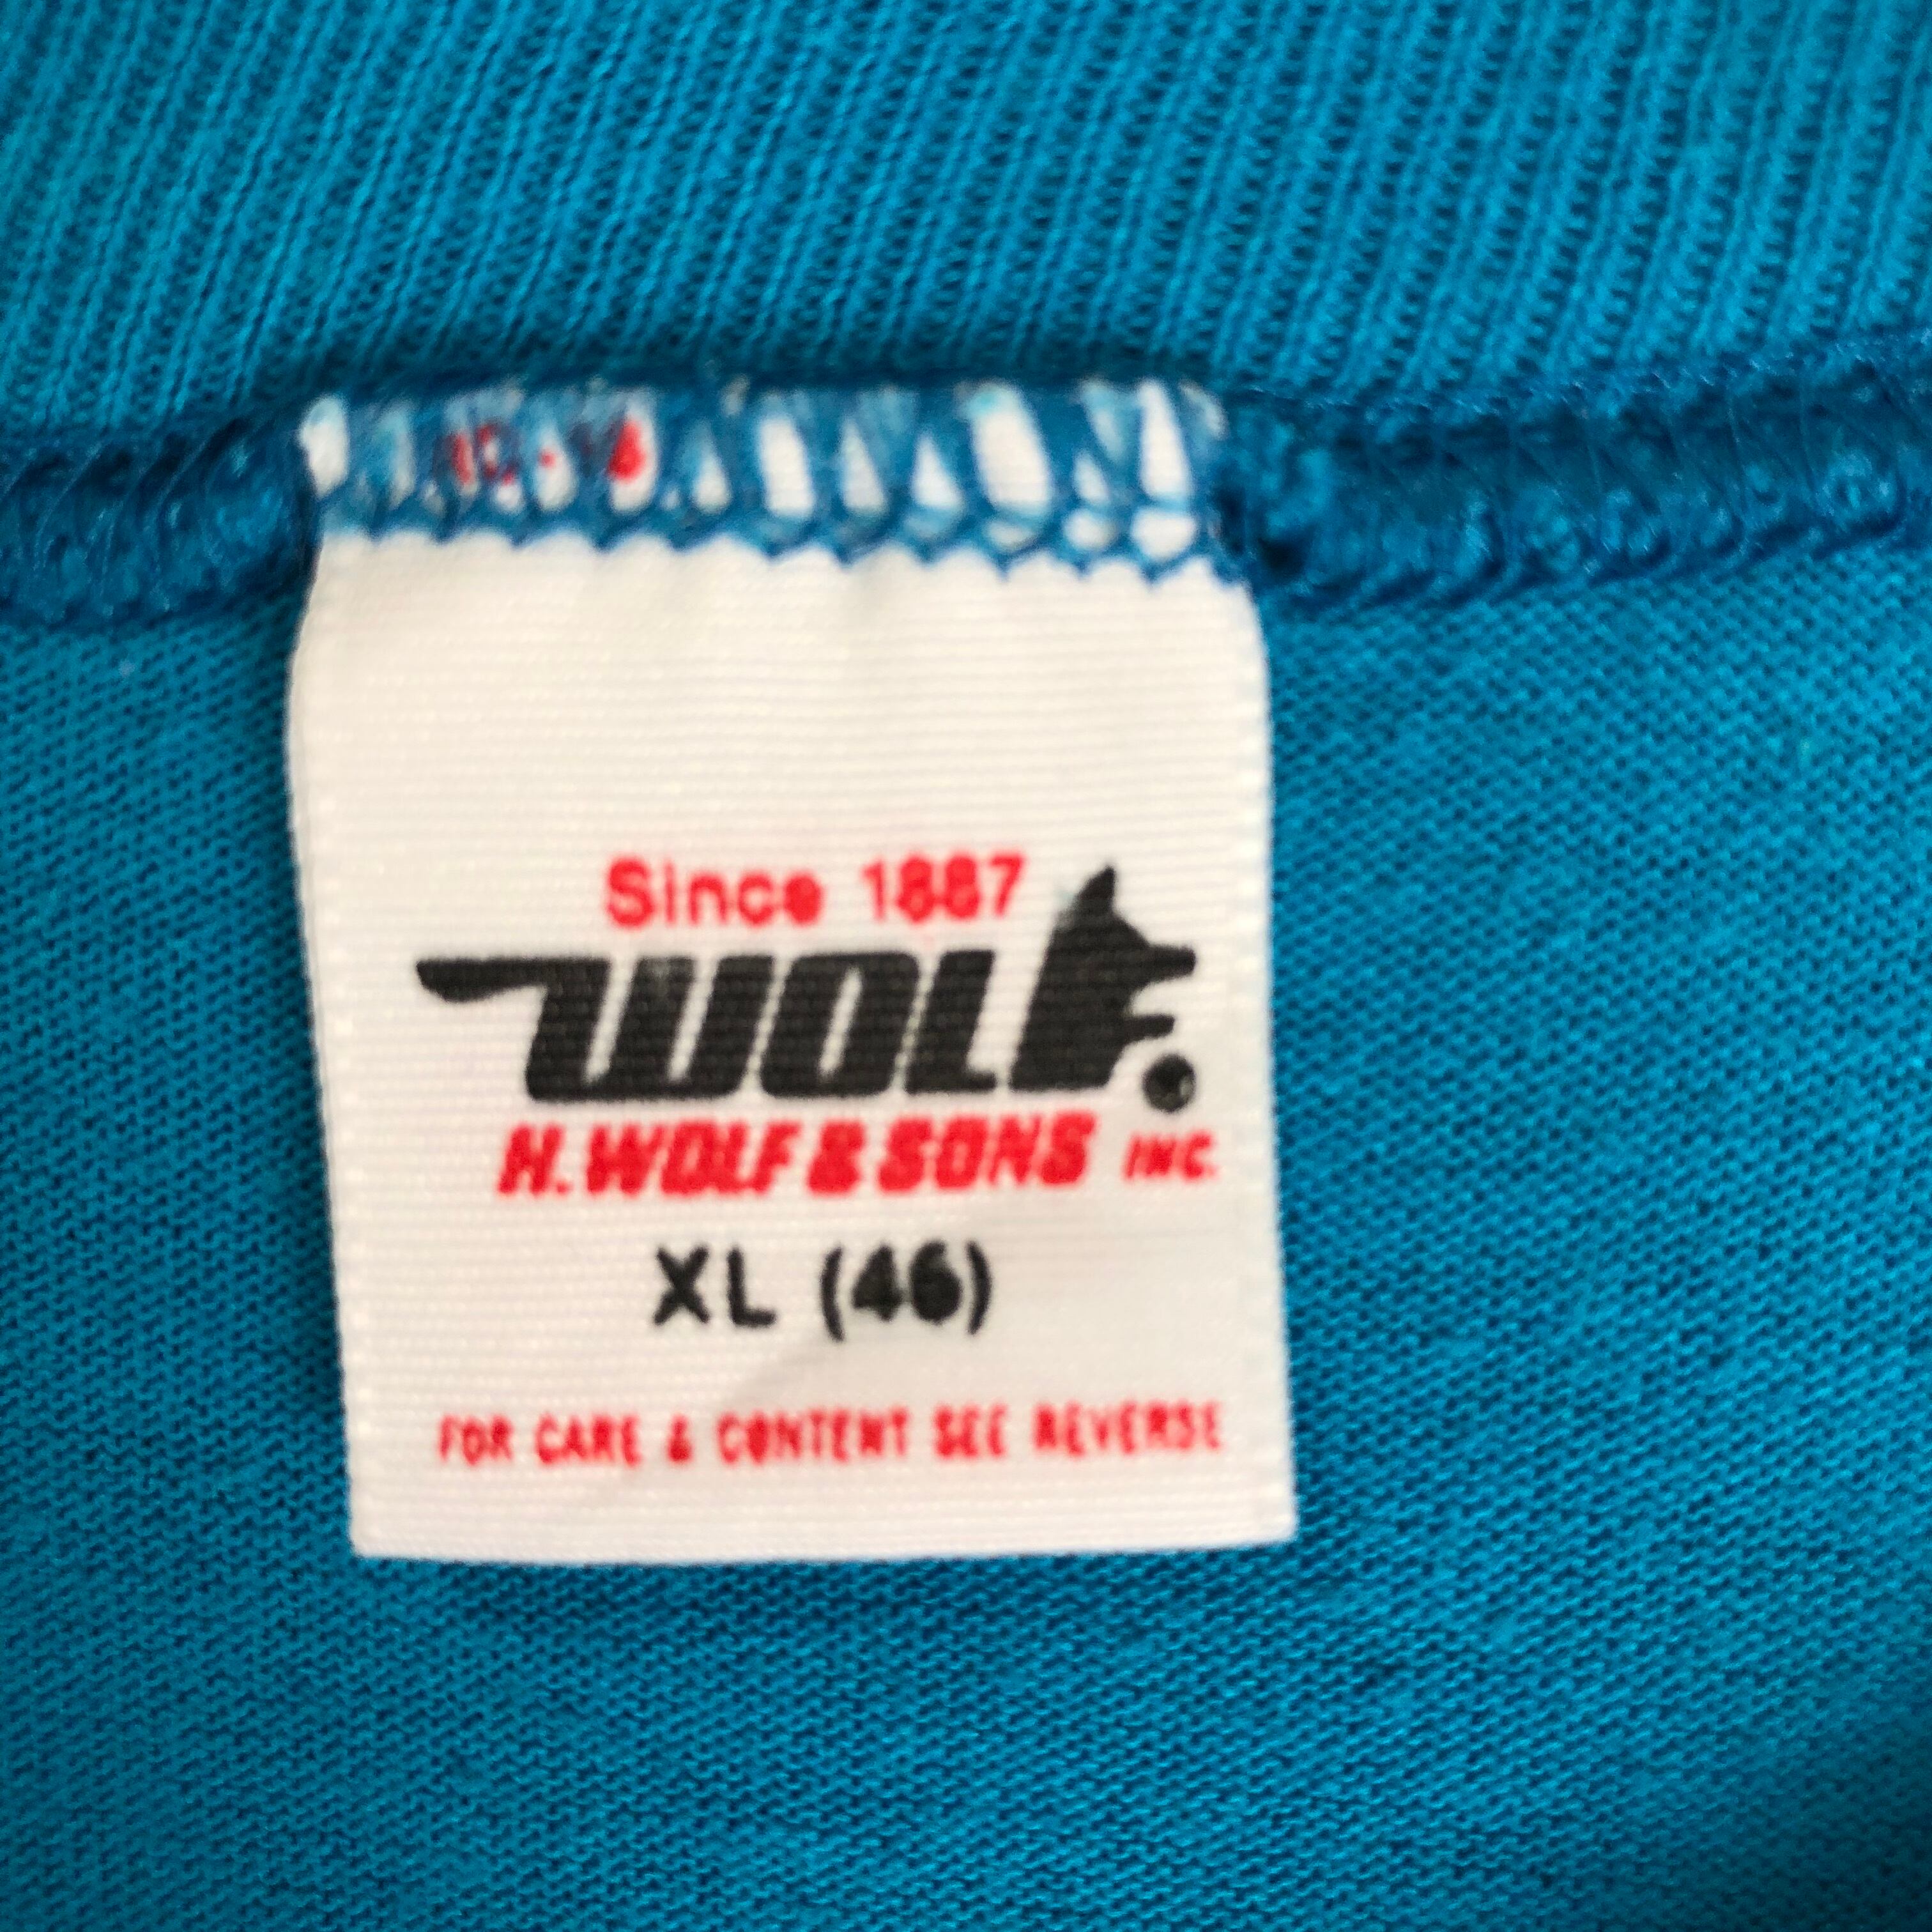 Since 1887
WOLF
H. WOLF & SONS INC.
XL (46)
FOR CARE & CONTENT SEE REVERSE